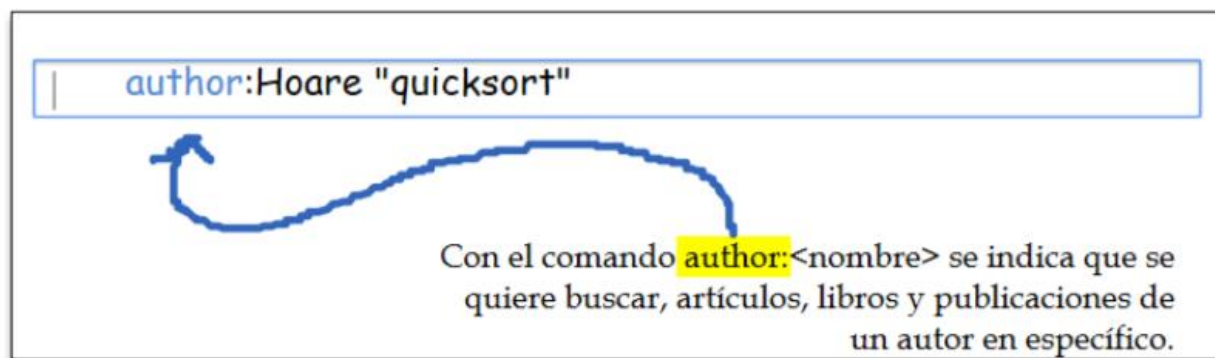 author:Hoare "quicksort"
Con el comando author:<nombre> se indica que se
quiere buscar, artículos, libros y publicaciones de
un autor en específico.